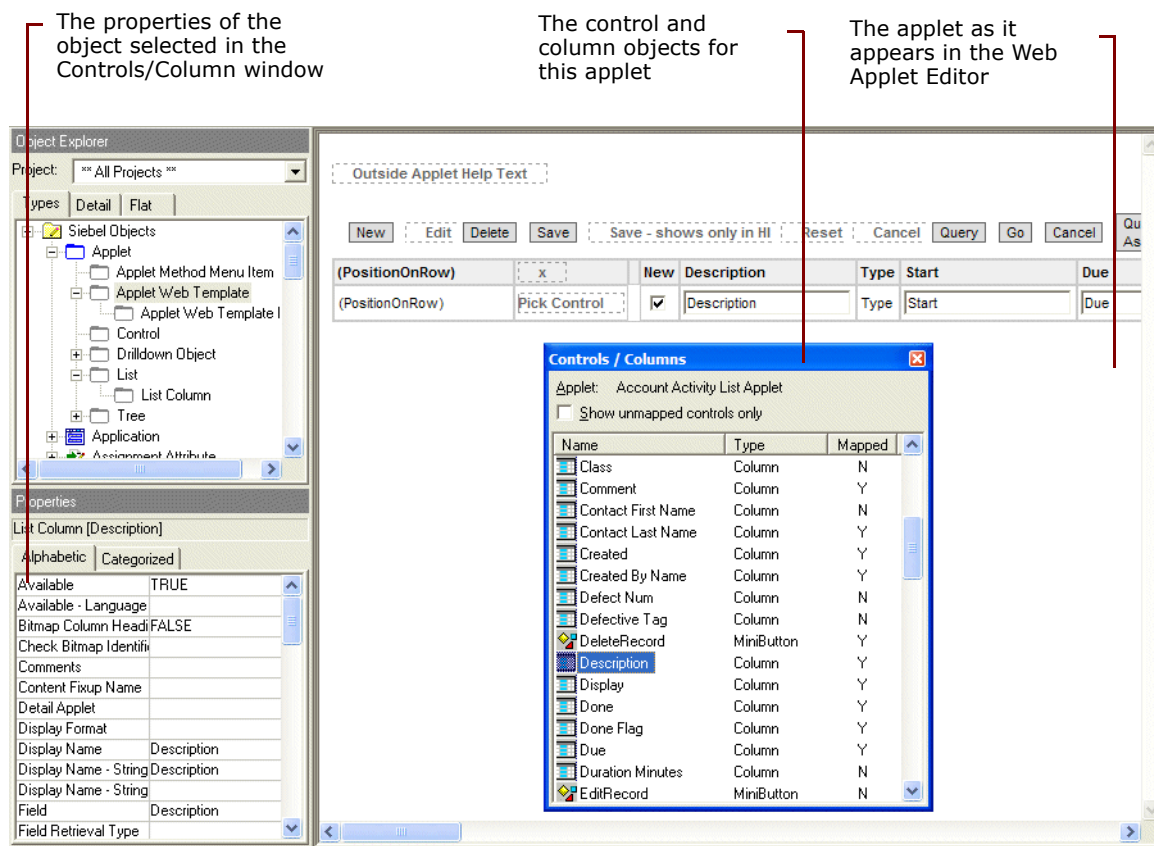 The properties of the
object selected in the
Controls/Column window
The control and
column objects for
this applet
The applet as it
appears in the Web
Applet Editor
Object Explorer
Project: ** All Projects **
Types Detail Flat
Siebel Objects
Applet
Applet Method Menu Item
Applet Web Template
Applet Web Template I
Control
Drilldown Object
List
List Column
Tree
Application
Assignment Attribute
Properties
List Column [Description]
Alphabetic Categorized
Available TRUE
Available - Language
Bitmap Column Headi FALSE
Check Bitmap Identifi
Comments
Content Fixup Name
Detail Applet
Display Format
Display Name Description
Display Name - String Description
Display Name - String
Field Description
Field Retrieval Type
Outside Applet Help Text
New Edit Delete Save Save - shows only in HI Reset Cancel Query Go Cancel Qu
As
(PositionOnRow) x New Description Type Start Due
(PositionOnRow) Pick Control Description Type Start Due
Controls / Columns
Applet: Account Activity List Applet
Show unmapped controls only
Name Type Mapped
Class Column N
Comment Column Y
Contact First Name Column N
Contact Last Name Column Y
Created Column Y
Created By Name Column Y
Defect Num Column N
Defective Tag Column N
DeleteRecord MiniButton Y
Description Column Y
Display Column Y
Done Column Y
Done Flag Column Y
Due Column Y
Duration Minutes Column N
EditRecord MiniButton N